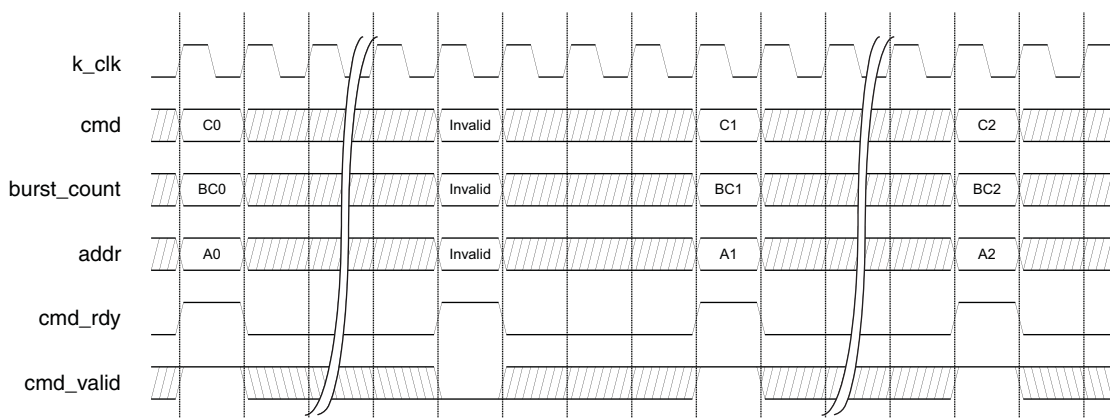 k_clk
cmd C0 Invalid C1 C2
burst_count BC0 Invalid BC1 BC2
addr A0 Invalid A1 A2
cmd_rdy
cmd_valid